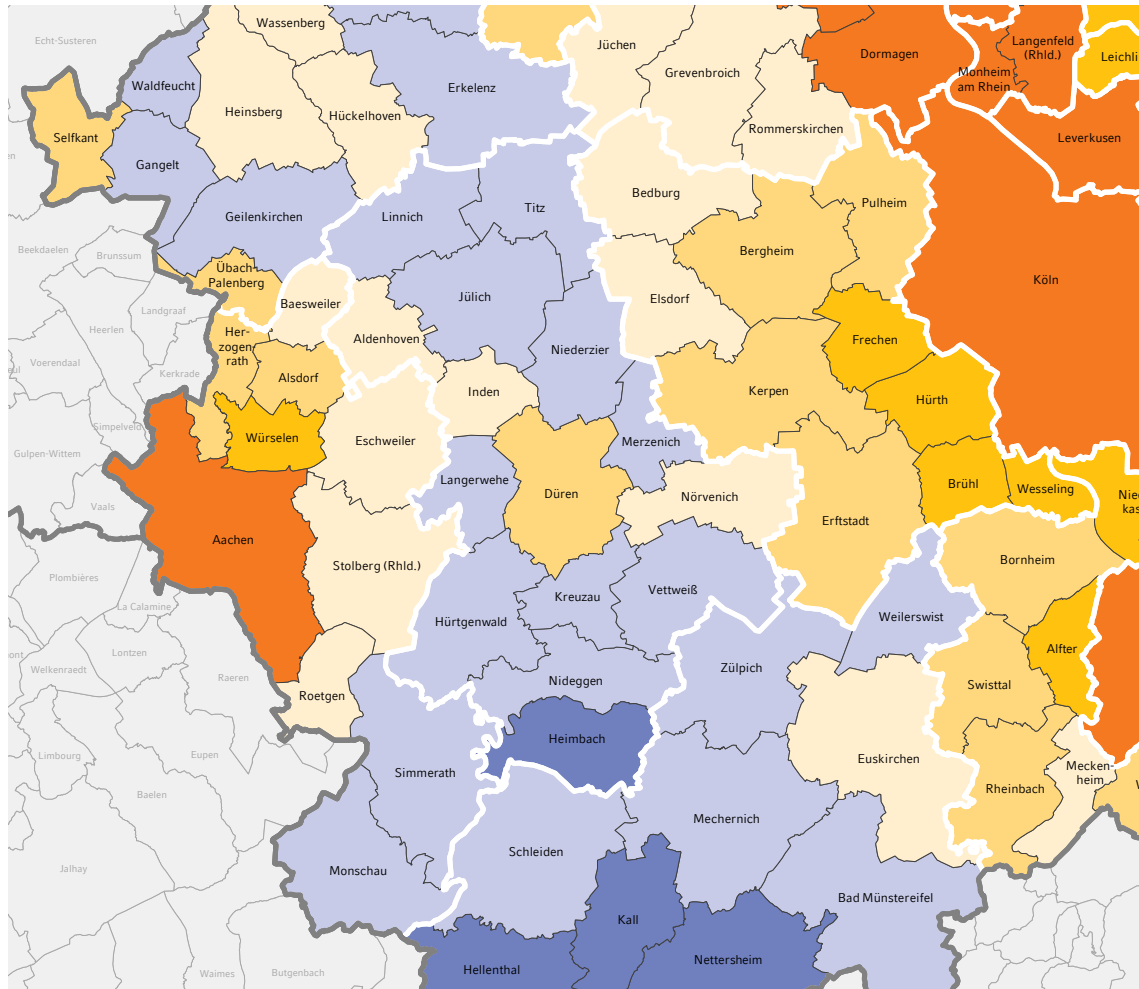 Wassenberg
Echt-Susteren
Jüchen
Dormagen
Langenfeld
(Rhld.)
Leichli
Grevenbroich
Monheim
am Rhein
Waldfeucht
Erkelenz
Heinsberg
Hückelhoven
Rommerskirchen
Leverkusen
Selfkant
en
Gangelt
Bedburg
Pulheim
Geilenkirchen
Linnich
Titz
Beekdaelen
Brunssum
Bergheim
Köln
Übach-
Palenberg
Baesweiler
Jülich
Elsdorf
Landgraaf
Heerlen
Her-
zogen-
rath
Aldenhoven
Niederzier
Frechen
Voerendaal
eul
Kerkrade
Alsdorf
Inden
Kerpen
Hürth
Simpelveld
Würselen
Eschweiler
Merzenich
Gulpen-Wittem
Langerwehe
Düren
Nörvenich
Brühl
Wesseling
Nied
kas
Vaals
Erftstadt
Aachen
Stolberg (Rhld.)
Bornheim
Plombières
Kreuzau
Vettweiß
La Calamine
Hürtgenwald
Weilerswist
Lontzen
mont
Welkenraedt
Raeren
Zülpich
Alfter
Nideggen
Swisttal
Roetgen
Heimbach
Limbourg
Eupen
Euskirchen
Simmerath
Mecken-
heim
Baelen
Rheinbach
W
Mechernich
Schleiden
Jalhay
Monschau
Bad Münstereifel
Kall
Nettersheim
Hellenthal
Waimes
Butgenbach